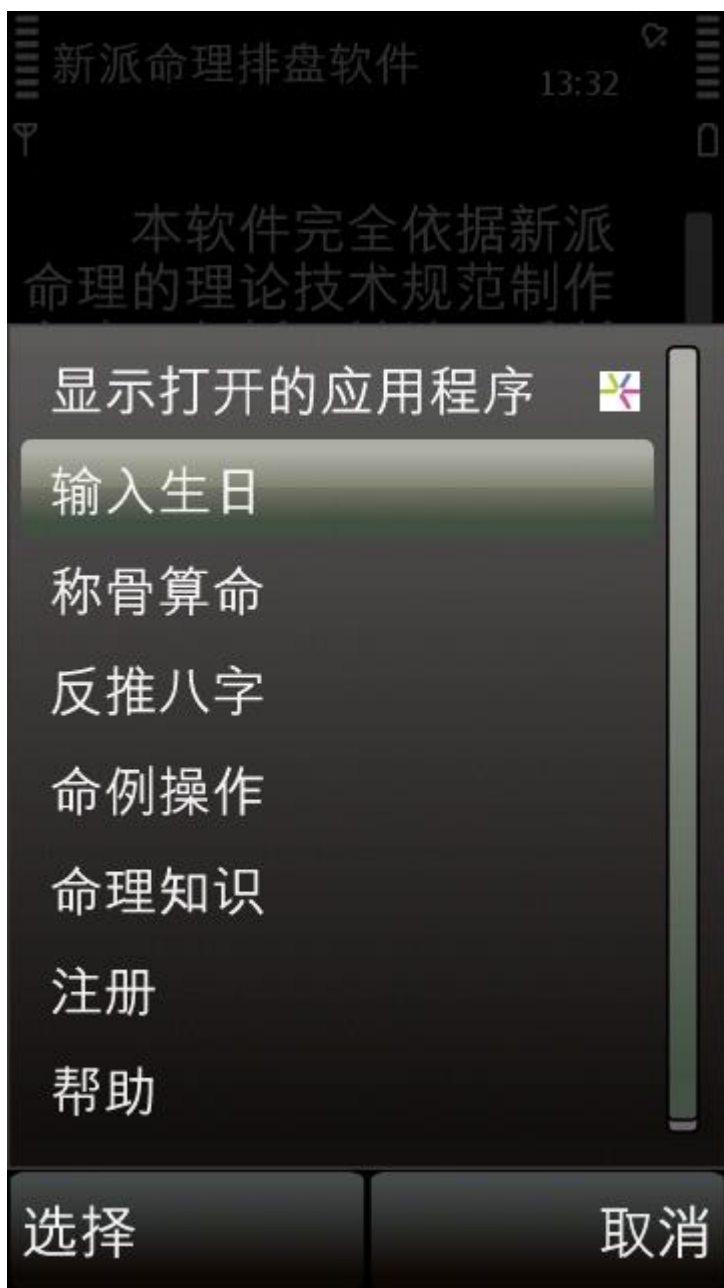 新派命理排盘软件
13:32
本软件完全依据新派
命理的理论技术规范制作
显示打开的应用程序
输入生日
称骨算命
反推八字
命例操作
命理知识
注册
帮助
选择
取消